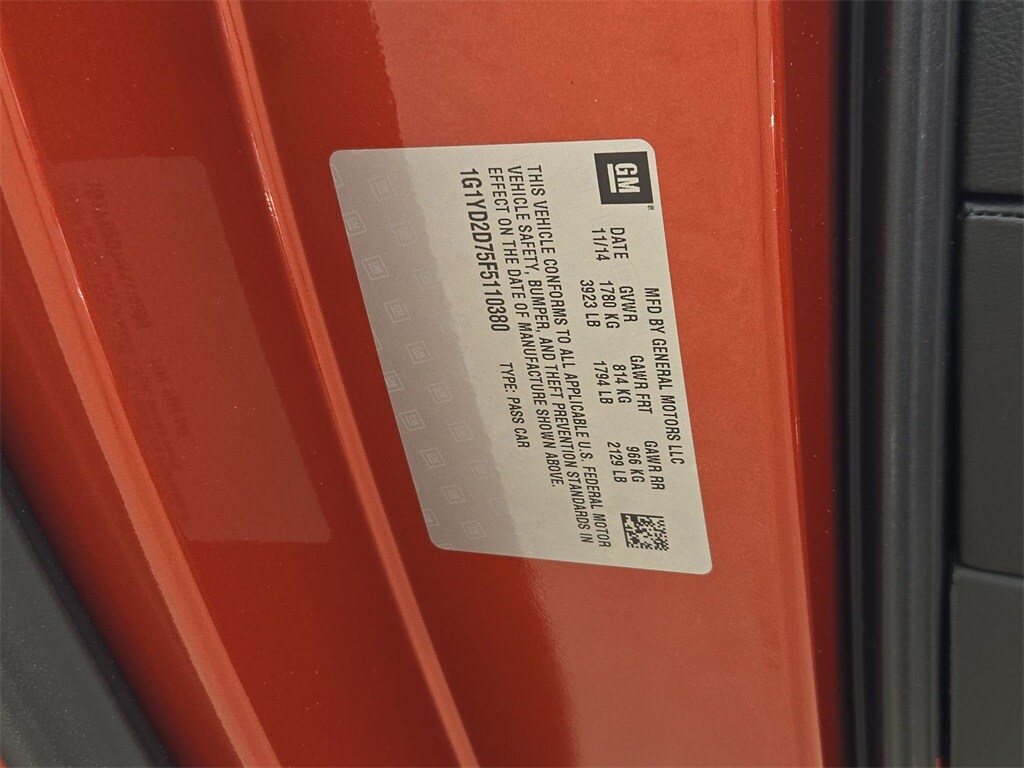 GM
MFD BY GENERAL MOTORS LLC
DATE GVWR GAWR FRT GAWR RR
11/14 1780 KG 814 KG 966 KG
3923 LB 1794 LB 2129 LB
THIS VEHICLE CONFORMS TO ALL APPLICABLE U.S. FEDERAL MOTOR
VEHICLE SAFETY, BUMPER, AND THEFT PREVENTION STANDARDS IN
EFFECT ON THE DATE OF MANUFACTURE SHOWN ABOVE.
1G1YD2D75F5110380 TYPE: PASS CAR